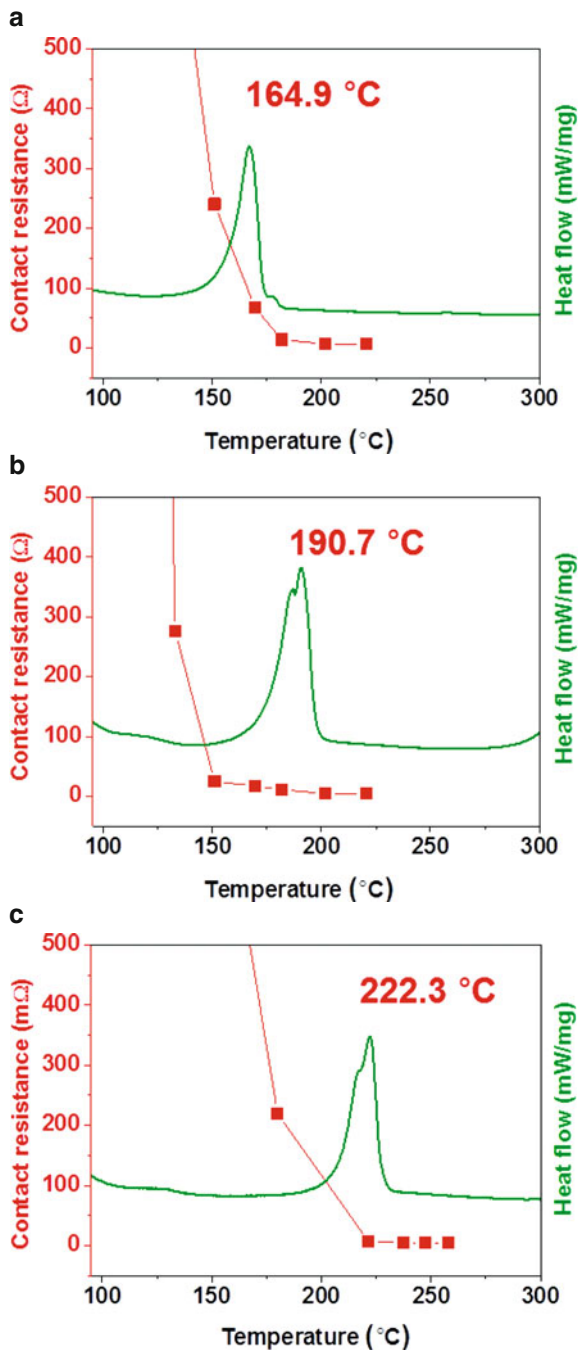 a
164.9 °C
Contact resistance (Ω)
500
400
300
200
100
0
Heat flow (mW/mg)
100 150 200 250 300
Temperature (°C)
b
190.7 °C
Contact resistance (Ω)
500
400
300
200
100
0
Heat flow (mW/mg)
100 150 200 250 300
Temperature (°C)
c
222.3 °C
Contact resistance (mΩ)
500
400
300
200
100
0
Heat flow (mW/mg)
100 150 200 250 300
Temperature (°C)